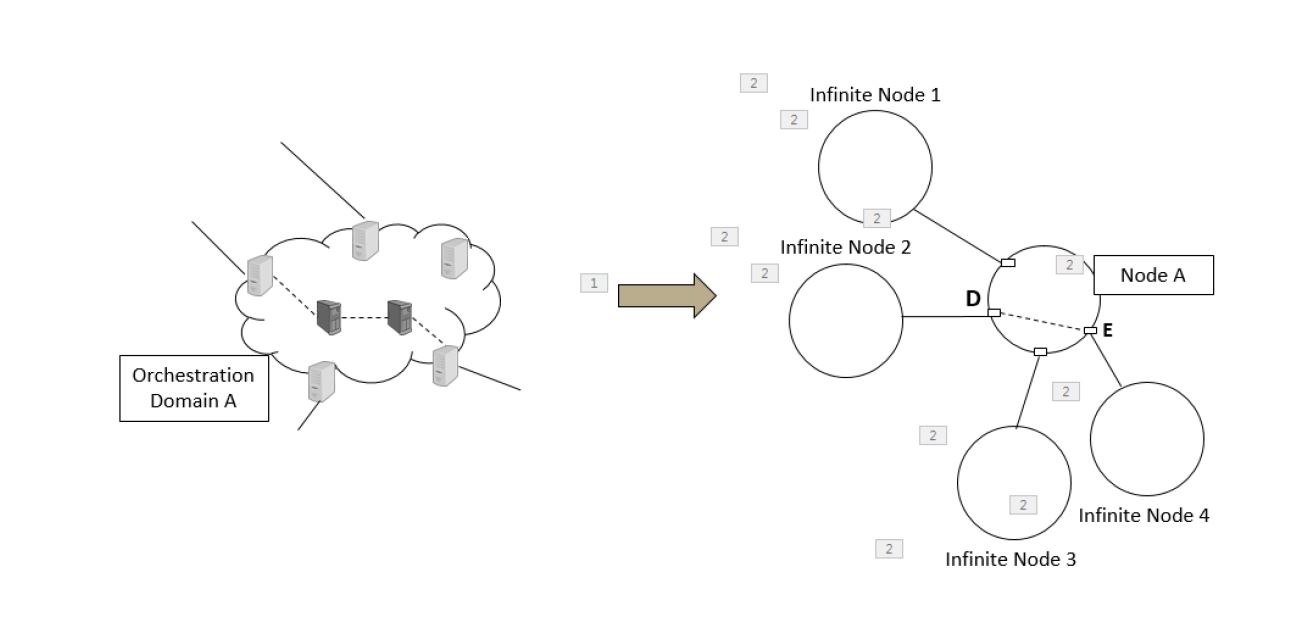 2
Infinite Node 1
2
2
2
Infinite Node 2
2
2
Node A
1
D
E
Orchestration
Domain A
2
2
2
Infinite Node 4
2
Infinite Node 3